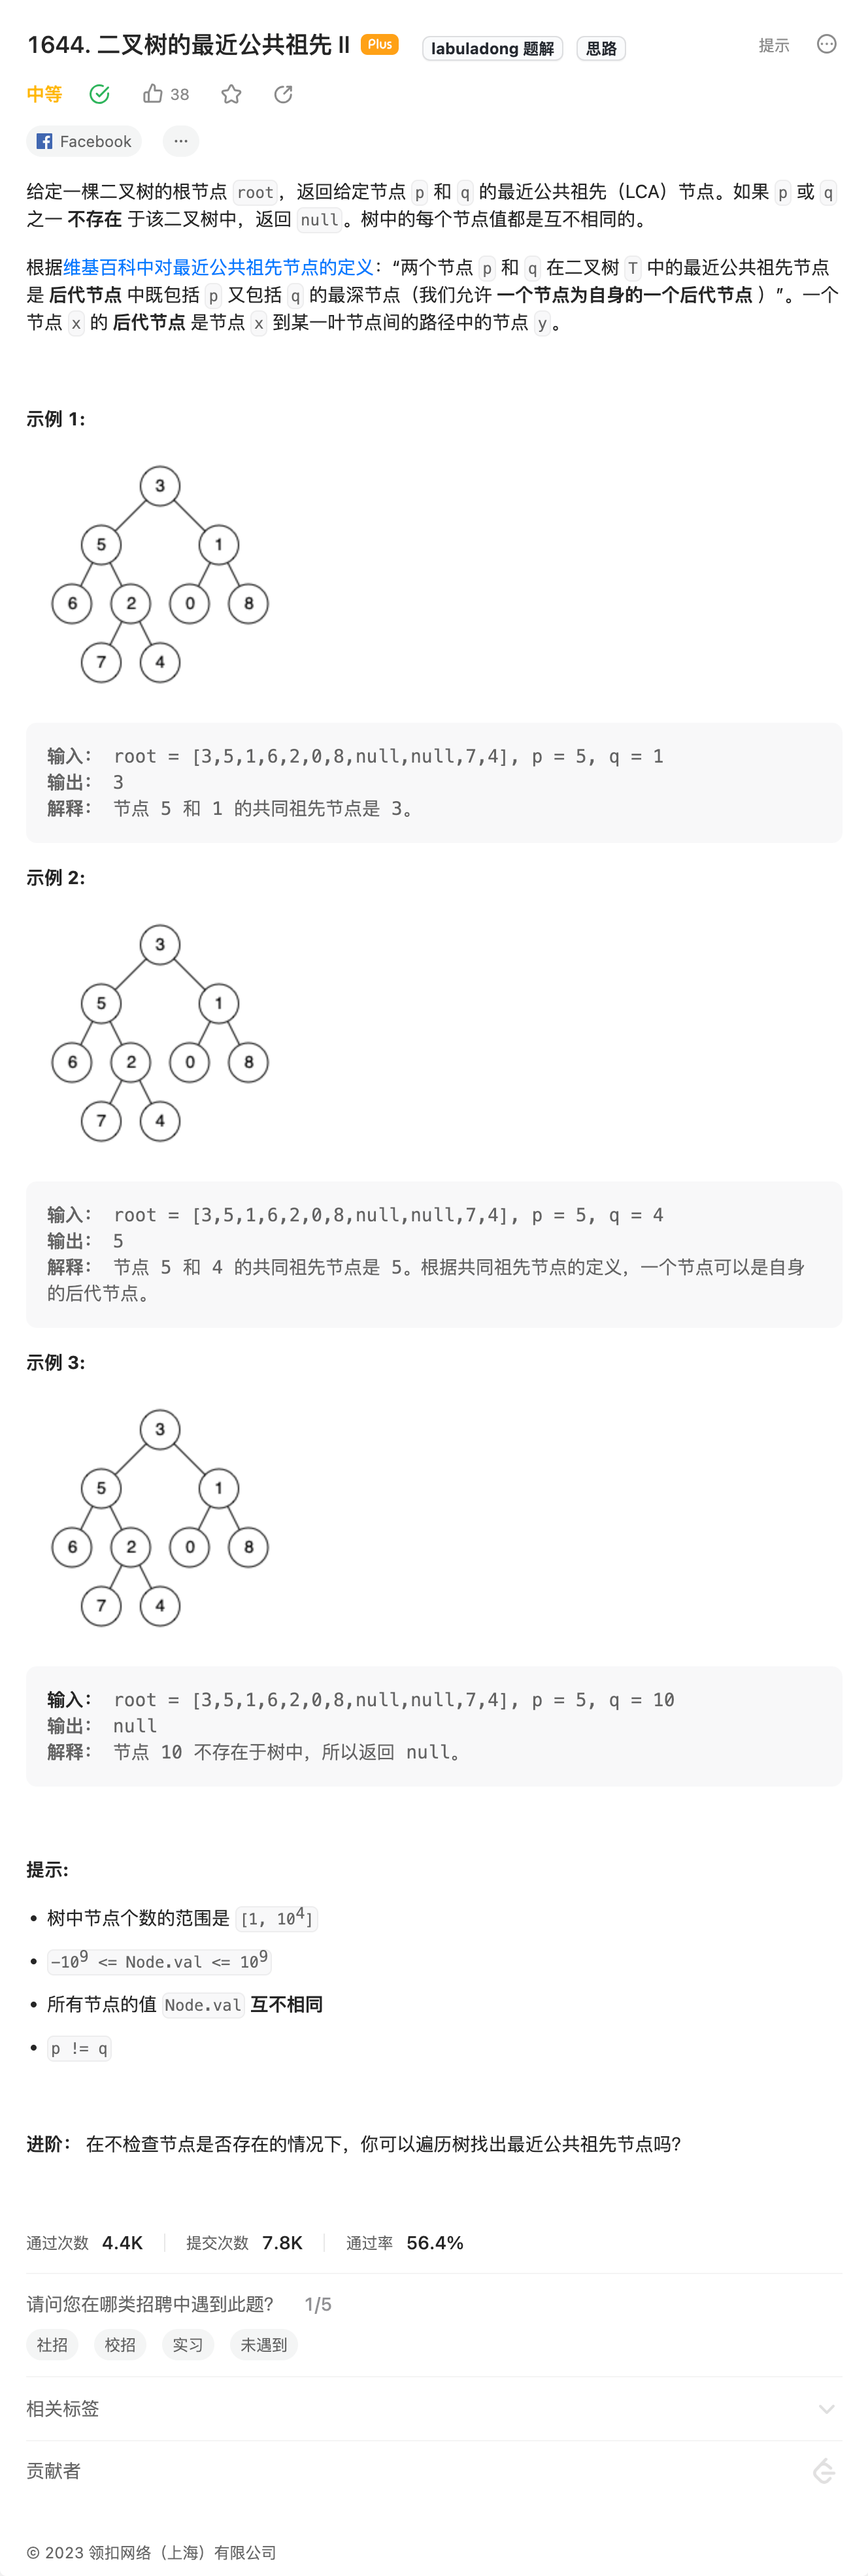 1644. 二叉树的最近公共祖先 II Plus labuladong 题解 思路 提示
中等 38
Facebook ...
给定一棵二叉树的根节点 root，返回给定节点 p 和 q 的最近公共祖先（LCA）节点。如果 p 或 q
之一 不存在 于该二叉树中，返回 null。树中的每个节点值都是互不相同的。
根据维基百科中对最近公共祖先节点的定义：“两个节点 p 和 q 在二叉树 T 中的最近公共祖先节点
是 后代节点 中既包括 p 又包括 q 的最深节点（我们允许 一个节点为自身的一个后代节点 ）”。一个
节点 x 的 后代节点 是节点 x 到某一叶节点间的路径中的节点 y。
示例 1:
3
5 1
6 2 0 8
7 4
输入： root = [3,5,1,6,2,0,8,null,null,7,4], p = 5, q = 1
输出： 3
解释： 节点 5 和 1 的共同祖先节点是 3。
示例 2:
3
5 1
6 2 0 8
7 4
输入： root = [3,5,1,6,2,0,8,null,null,7,4], p = 5, q = 4
输出： 5
解释： 节点 5 和 4 的共同祖先节点是 5。根据共同祖先节点的定义，一个节点可以是自身
的后代节点。
示例 3:
3
5 1
6 2 0 8
7 4
输入： root = [3,5,1,6,2,0,8,null,null,7,4], p = 5, q = 10
输出： null
解释： 节点 10 不存在于树中，所以返回 null。
提示:
• 树中节点个数的范围是 [1, 10⁴]
• -10⁹ <= Node.val <= 10⁹
• 所有节点的值 Node.val 互不相同
• p != q
进阶： 在不检查节点是否存在的情况下，你可以遍历树找出最近公共祖先节点吗?
通过次数 4.4K 提交次数 7.8K 通过率 56.4%
请问您在哪类招聘中遇到此题? 1/5
社招 校招 实习 未遇到
相关标签
贡献者
© 2023 领扣网络（上海）有限公司